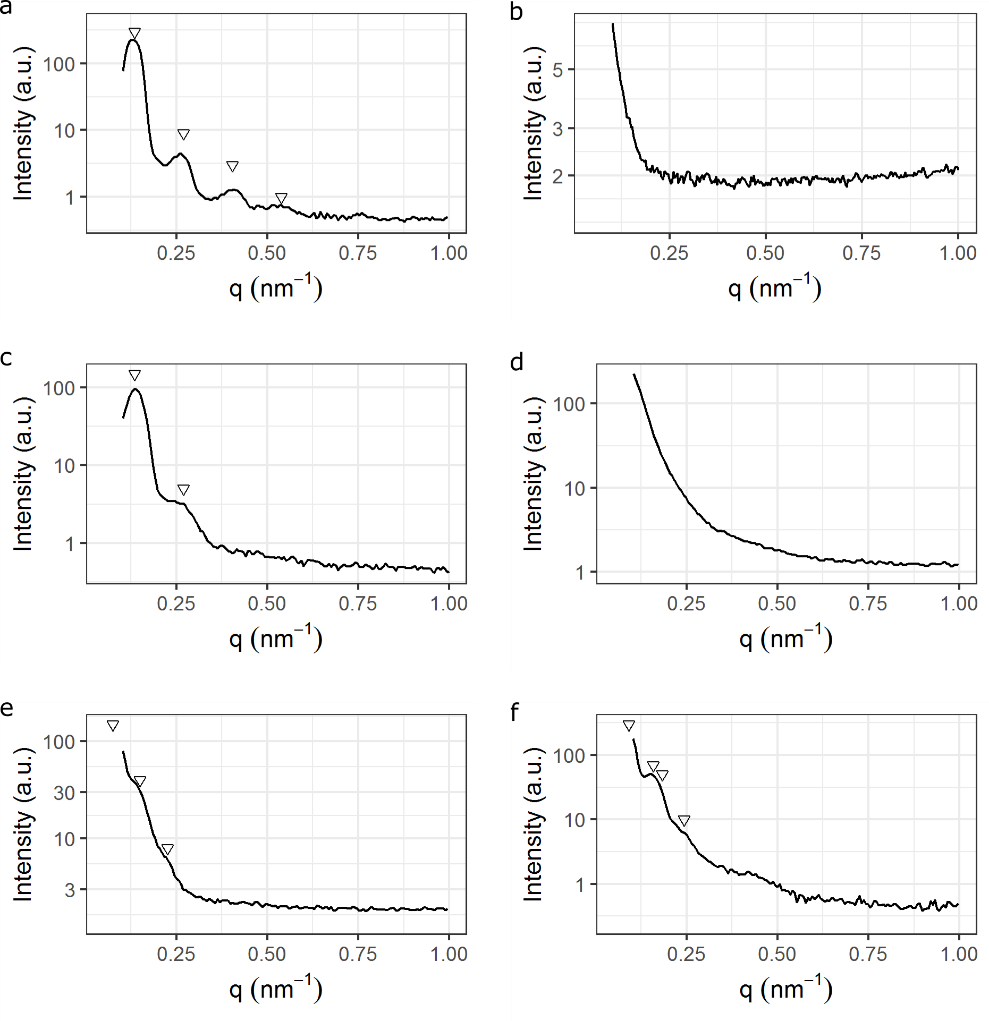 a
Intensity (a.u.)
100
10
1
0.25 0.50 0.75 1.00
q (nm⁻¹)
b
Intensity (a.u.)
5
3
2
0.25 0.50 0.75 1.00
q (nm⁻¹)
c
Intensity (a.u.)
100
10
1
0.25 0.50 0.75 1.00
q (nm⁻¹)
d
Intensity (a.u.)
100
10
1
0.25 0.50 0.75 1.00
q (nm⁻¹)
e
Intensity (a.u.)
100
30
10
3
0.25 0.50 0.75 1.00
q (nm⁻¹)
f
Intensity (a.u.)
100
10
1
0.25 0.50 0.75 1.00
q (nm⁻¹)